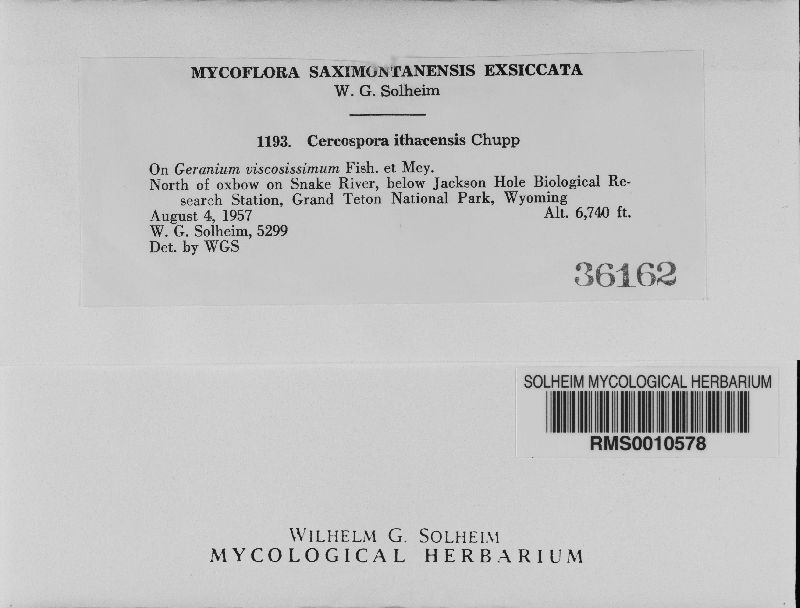 MYCOFLORA SAXIMONTANENSIS EXSICCATA
W. G. Solheim
1193. Cercospora ithacensis Chupp
On Geranium viscosissimum Fish. et Mey.
North of oxbow on Snake River, below Jackson Hole Biological Re-
search Station, Grand Teton National Park, Wyoming
August 4, 1957 Alt. 6,740 ft.
W. G. Solheim, 5299
Det. by WGS
36162
SOLHEIM MYCOLOGICAL HERBARIUM
RMS0010578
WILHELM G. SOLHEIM
MYCOLOGICAL HERBARIUM